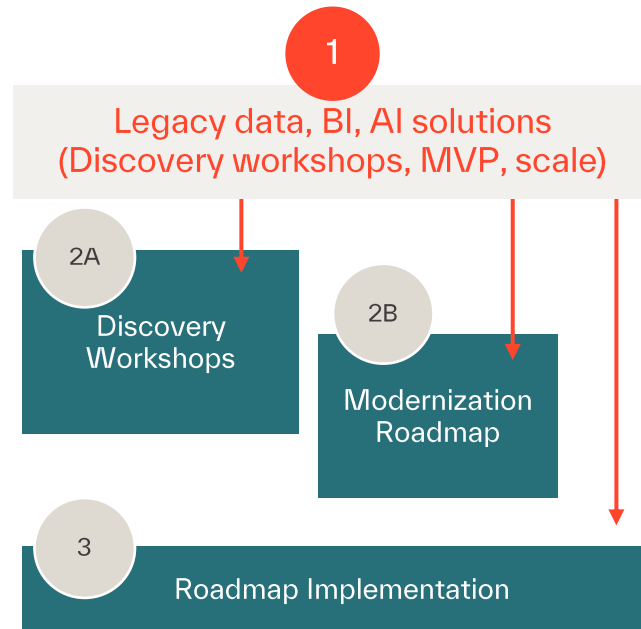 1
Legacy data, BI, AI solutions
(Discovery workshops, MVP, scale)
2A
Discovery
Workshops
2B
Modernization
Roadmap
3
Roadmap Implementation